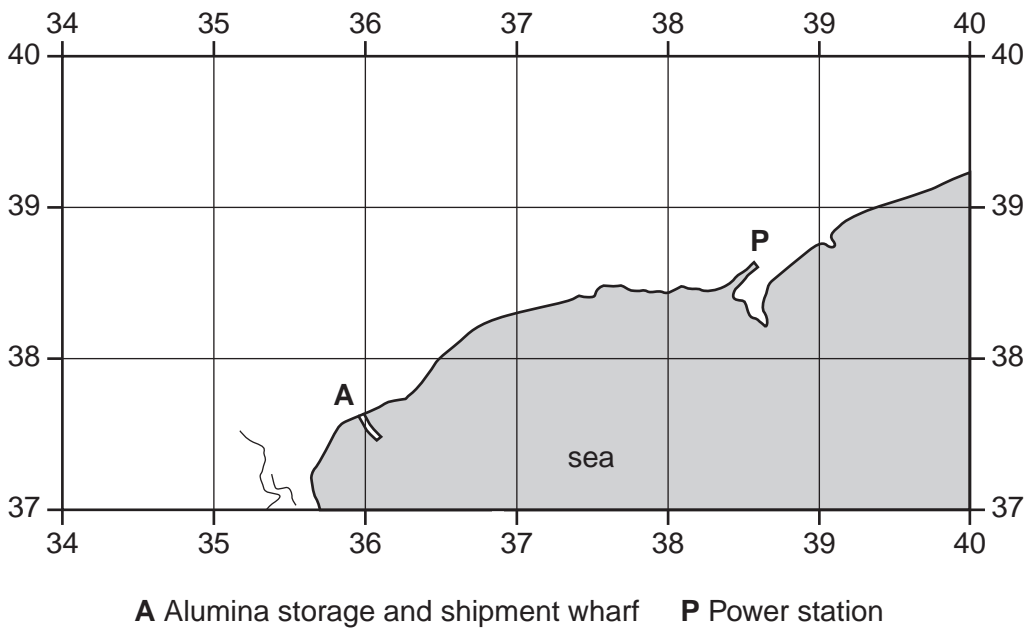 34 35 36 37 38 39 40
40 40
39 39
P
38 38
A
sea
37 37
34 35 36 37 38 39 40
A Alumina storage and shipment wharf P Power station